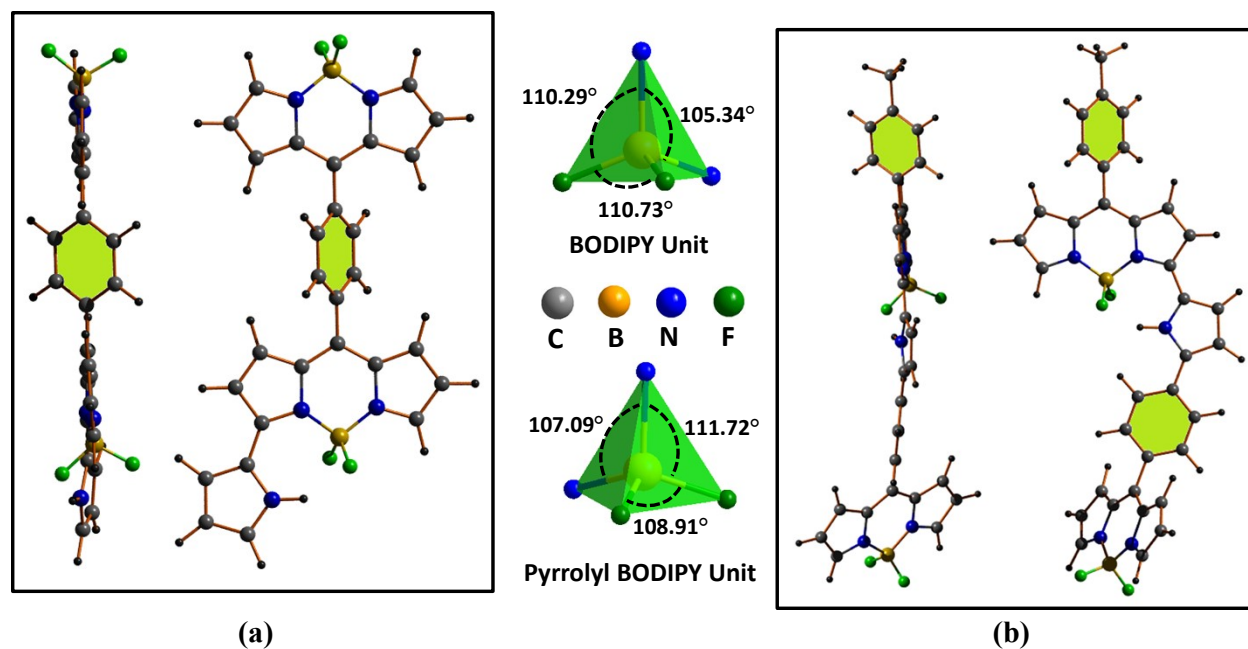 110.29°
105.34°
110.73°
BODIPY Unit
C B N F
107.09°
111.72°
108.91°
Pyrrolyl BODIPY Unit
(a)
(b)